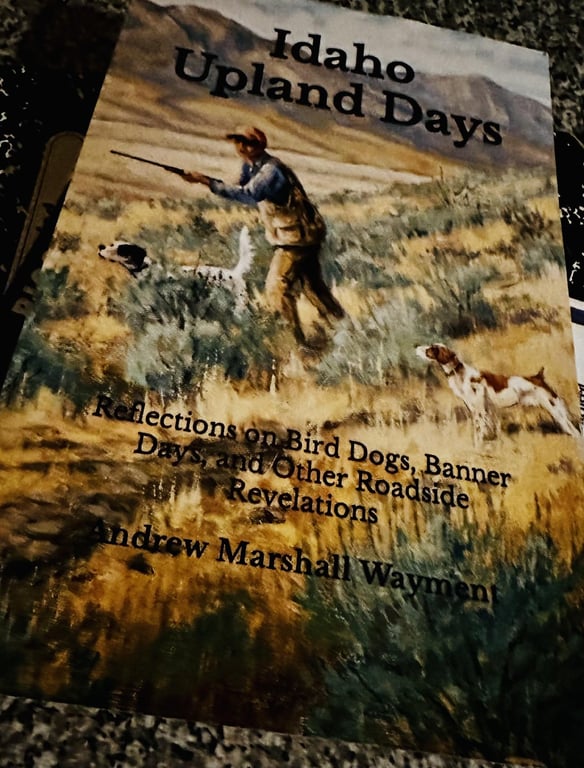 Idaho
Upland Days
Reflections on Bird Dogs, Banner
Days, and Other Roadside
Revelations
Andrew Marshall Wayment